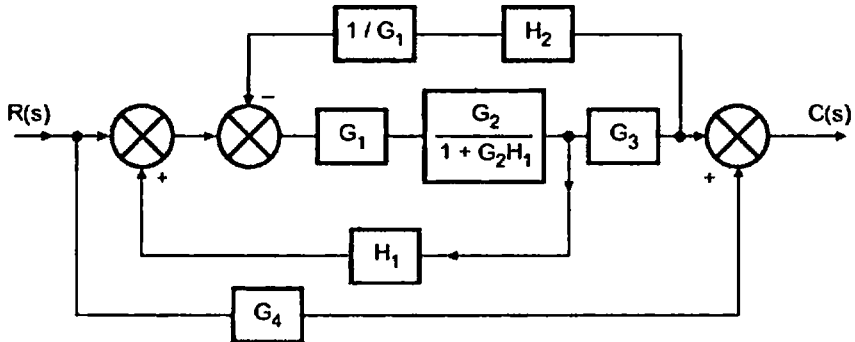 1 / G₁
H₂
−
R(s)
G₁
G₂
1 + G₂H₁
G₃
C(s)
+
+
H₁
G₄